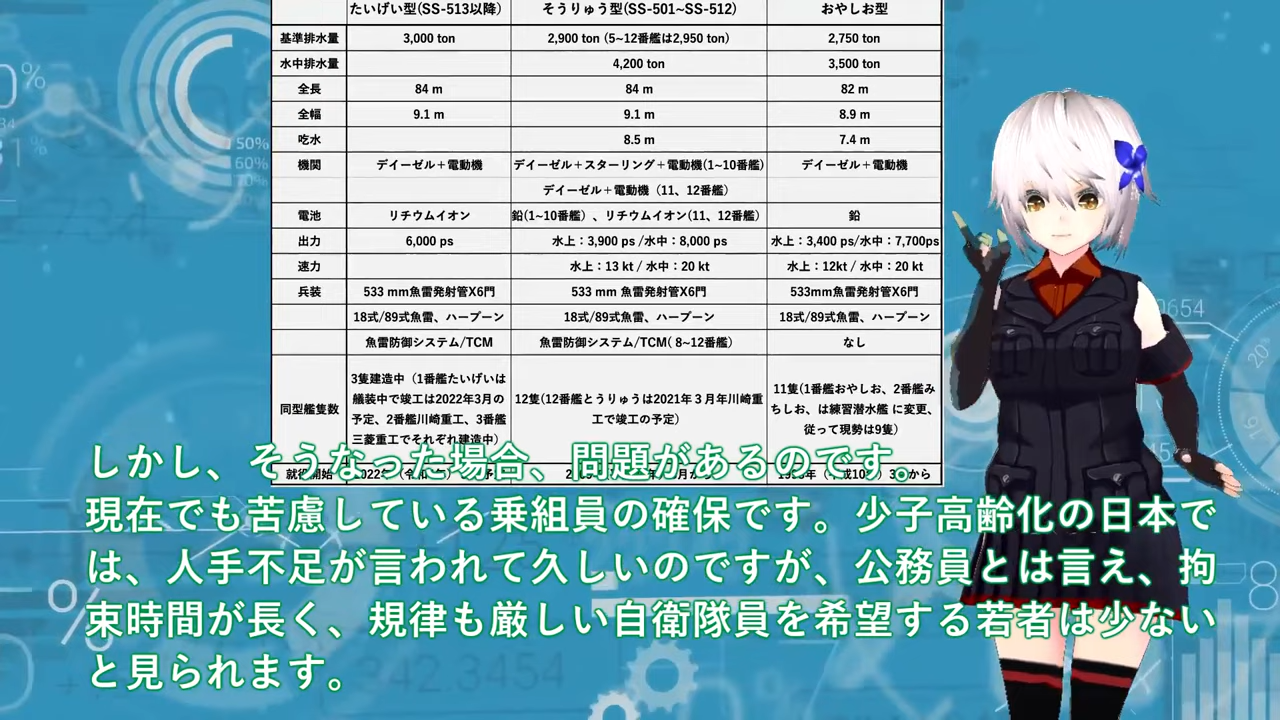 たいげい型(SS-513以降) そうりゅう型(SS-501~SS-512) おやしお型
基準排水量 3,000 ton 2,900 ton (5~12番艦は2,950 ton) 2,750 ton
水中排水量 4,200 ton 3,500 ton
全長 84 m 84 m 82 m
全幅 9.1 m 9.1 m 8.9 m
吃水 8.5 m 7.4 m
機関 デイーゼル＋電動機 デイーゼル＋スターリング＋電動機(1~10番艦) デイーゼル＋電動機
デイーゼル＋電動機（11、12番艦）
電池 リチウムイオン 鉛(1~10番艦）、リチウムイオン(11、12番艦） 鉛
出力 6,000 ps 水上：3,900 ps /水中：8,000 ps 水上：3,400 ps/水中：7,700ps
速力 水上：13 kt / 水中：20 kt 水上：12kt / 水中：20 kt
兵装 533 mm魚雷発射管X6門 533 mm 魚雷発射管X6門 533mm魚雷発射管X6門
18式/89式魚雷、ハープーン 18式/89式魚雷、ハープーン 18式/89式魚雷、ハープーン
魚雷防御システム/TCM 魚雷防御システム/TCM( 8~12番艦） なし
同型艦隻数
3隻建造中（1番艦たいげいは
艤装中で竣工は2022年3月の
予定、2番艦川崎重工、3番艦
三菱重工でそれぞれ建造中）
12隻(12番艦とうりゅうは2021年３月年川崎重
工で竣工の予定）
11隻(1番艦おやしお、2番艦み
ちしお、は練習潜水艦 に変更、
従って現勢は9隻）
就役開始
しかし、そうなった場合、問題があるのです。
現在でも苦慮している乗組員の確保です。少子高齢化の日本で
は、人手不足が言われて久しいのですが、公務員とは言え、拘
束時間が長く、規律も厳しい自衛隊員を希望する若者は少ない
と見られます。
50%
60%
70%
0654
342.3454
%